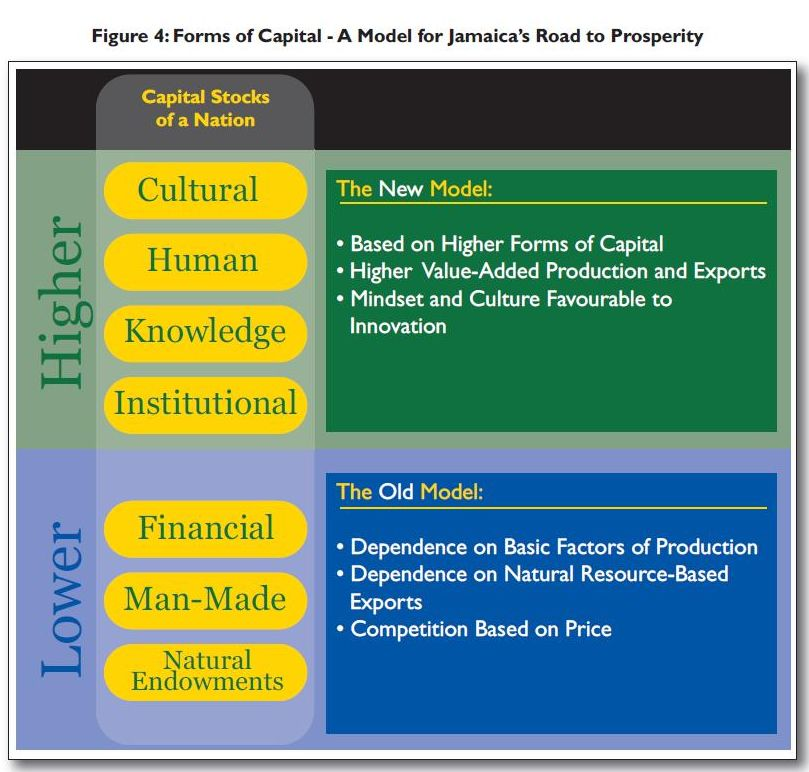 Figure 4: Forms of Capital - A Model for Jamaica's Road to Prosperity
Capital Stocks
of a Nation
Higher
Cultural
Human
Knowledge
Institutional
The New Model:
• Based on Higher Forms of Capital
• Higher Value-Added Production and Exports
• Mindset and Culture Favourable to
Innovation
Lower
Financial
Man-Made
Natural
Endowments
The Old Model:
• Dependence on Basic Factors of Production
• Dependence on Natural Resource-Based
Exports
• Competition Based on Price